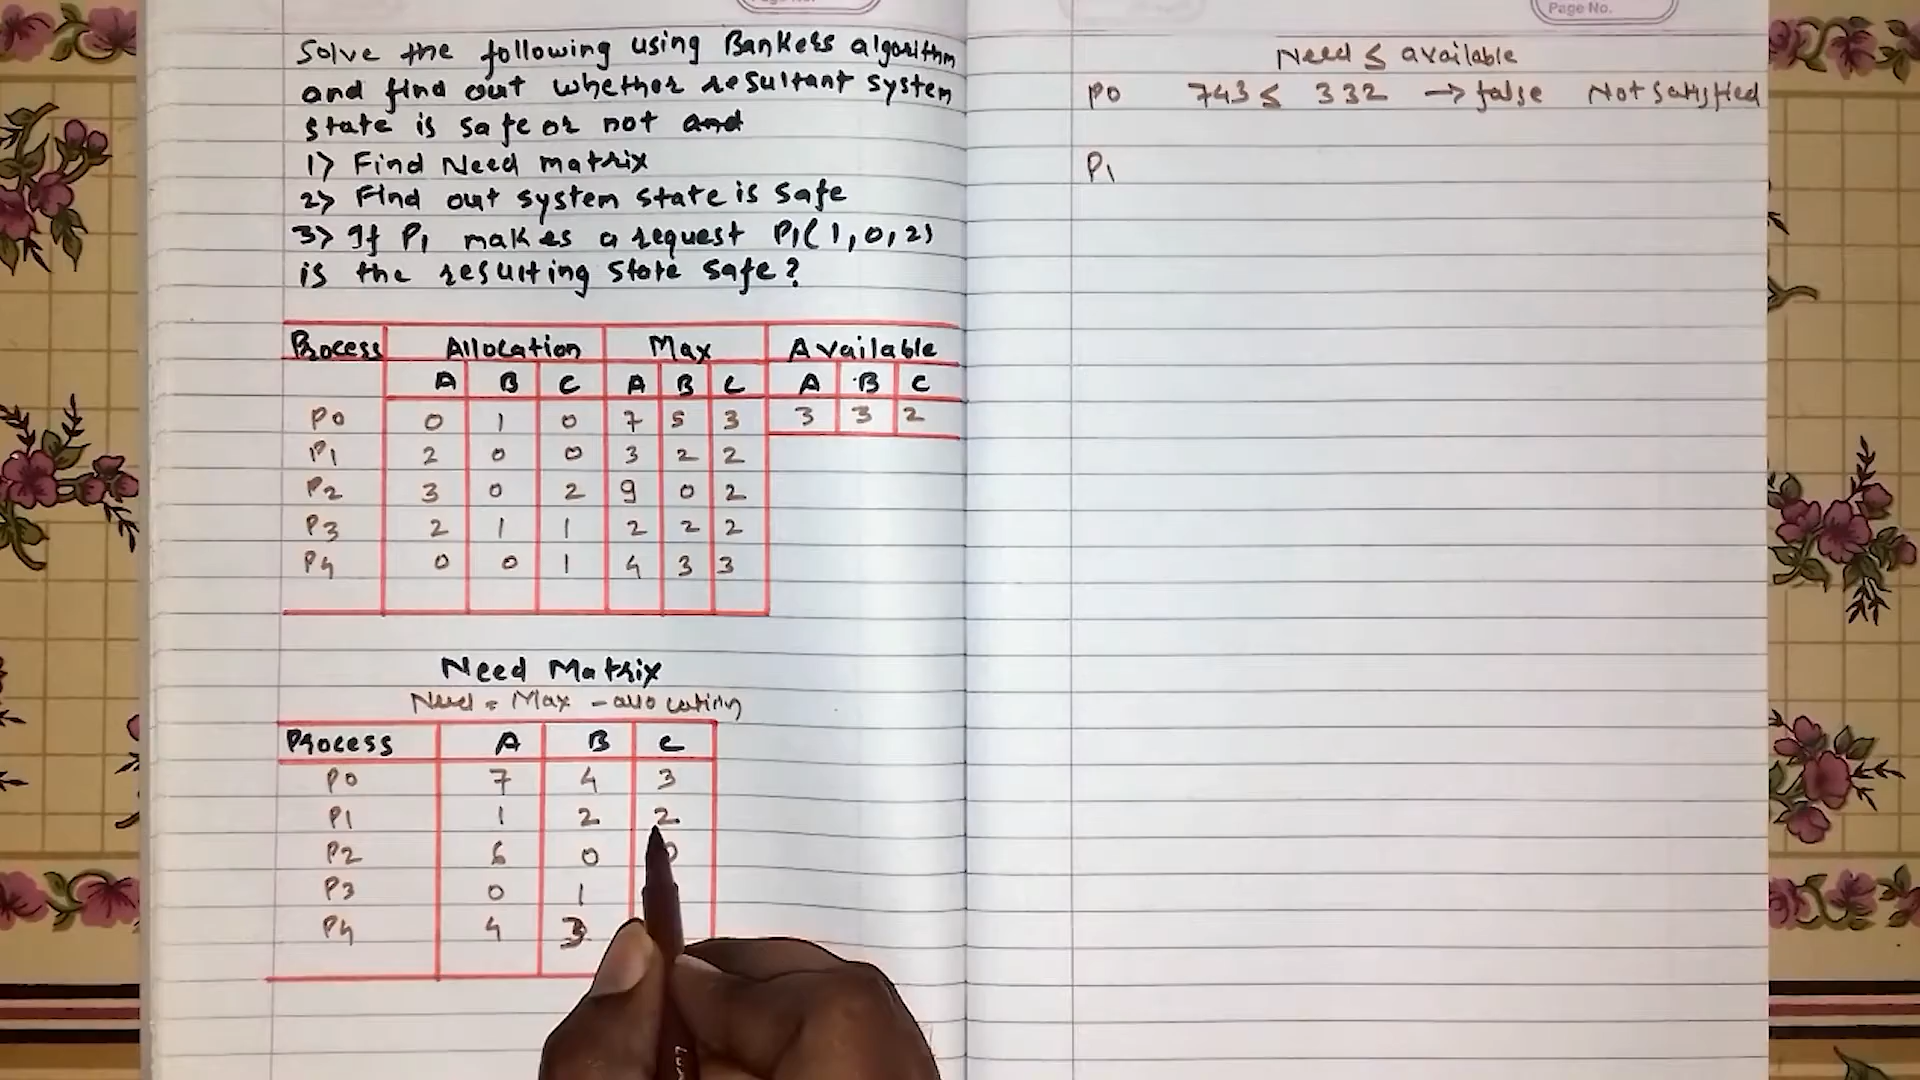 Page No.
Solve the following using Bankers algorithm
and find out whether resultant system
state is safe or not and
1) Find Need matrix
2) Find out system state is safe
3) If P1 makes a request P1(1,0,2)
is the resulting state safe?
Process Allocation Max Available
A B C A B C A B C
P0 0 1 0 7 5 3 3 3 2
P1 2 0 0 3 2 2
P2 3 0 2 9 0 2
P3 2 1 1 2 2 2
P4 0 0 1 4 3 3
Need Matrix
Need = Max - allocation
Process A B C
P0 7 4 3
P1 1 2 2
P2 6 0 0
P3 0 1
P4 4 3
Page No.
Need ≤ available
P0 743 ≤ 332 → false Not satisfied
P1